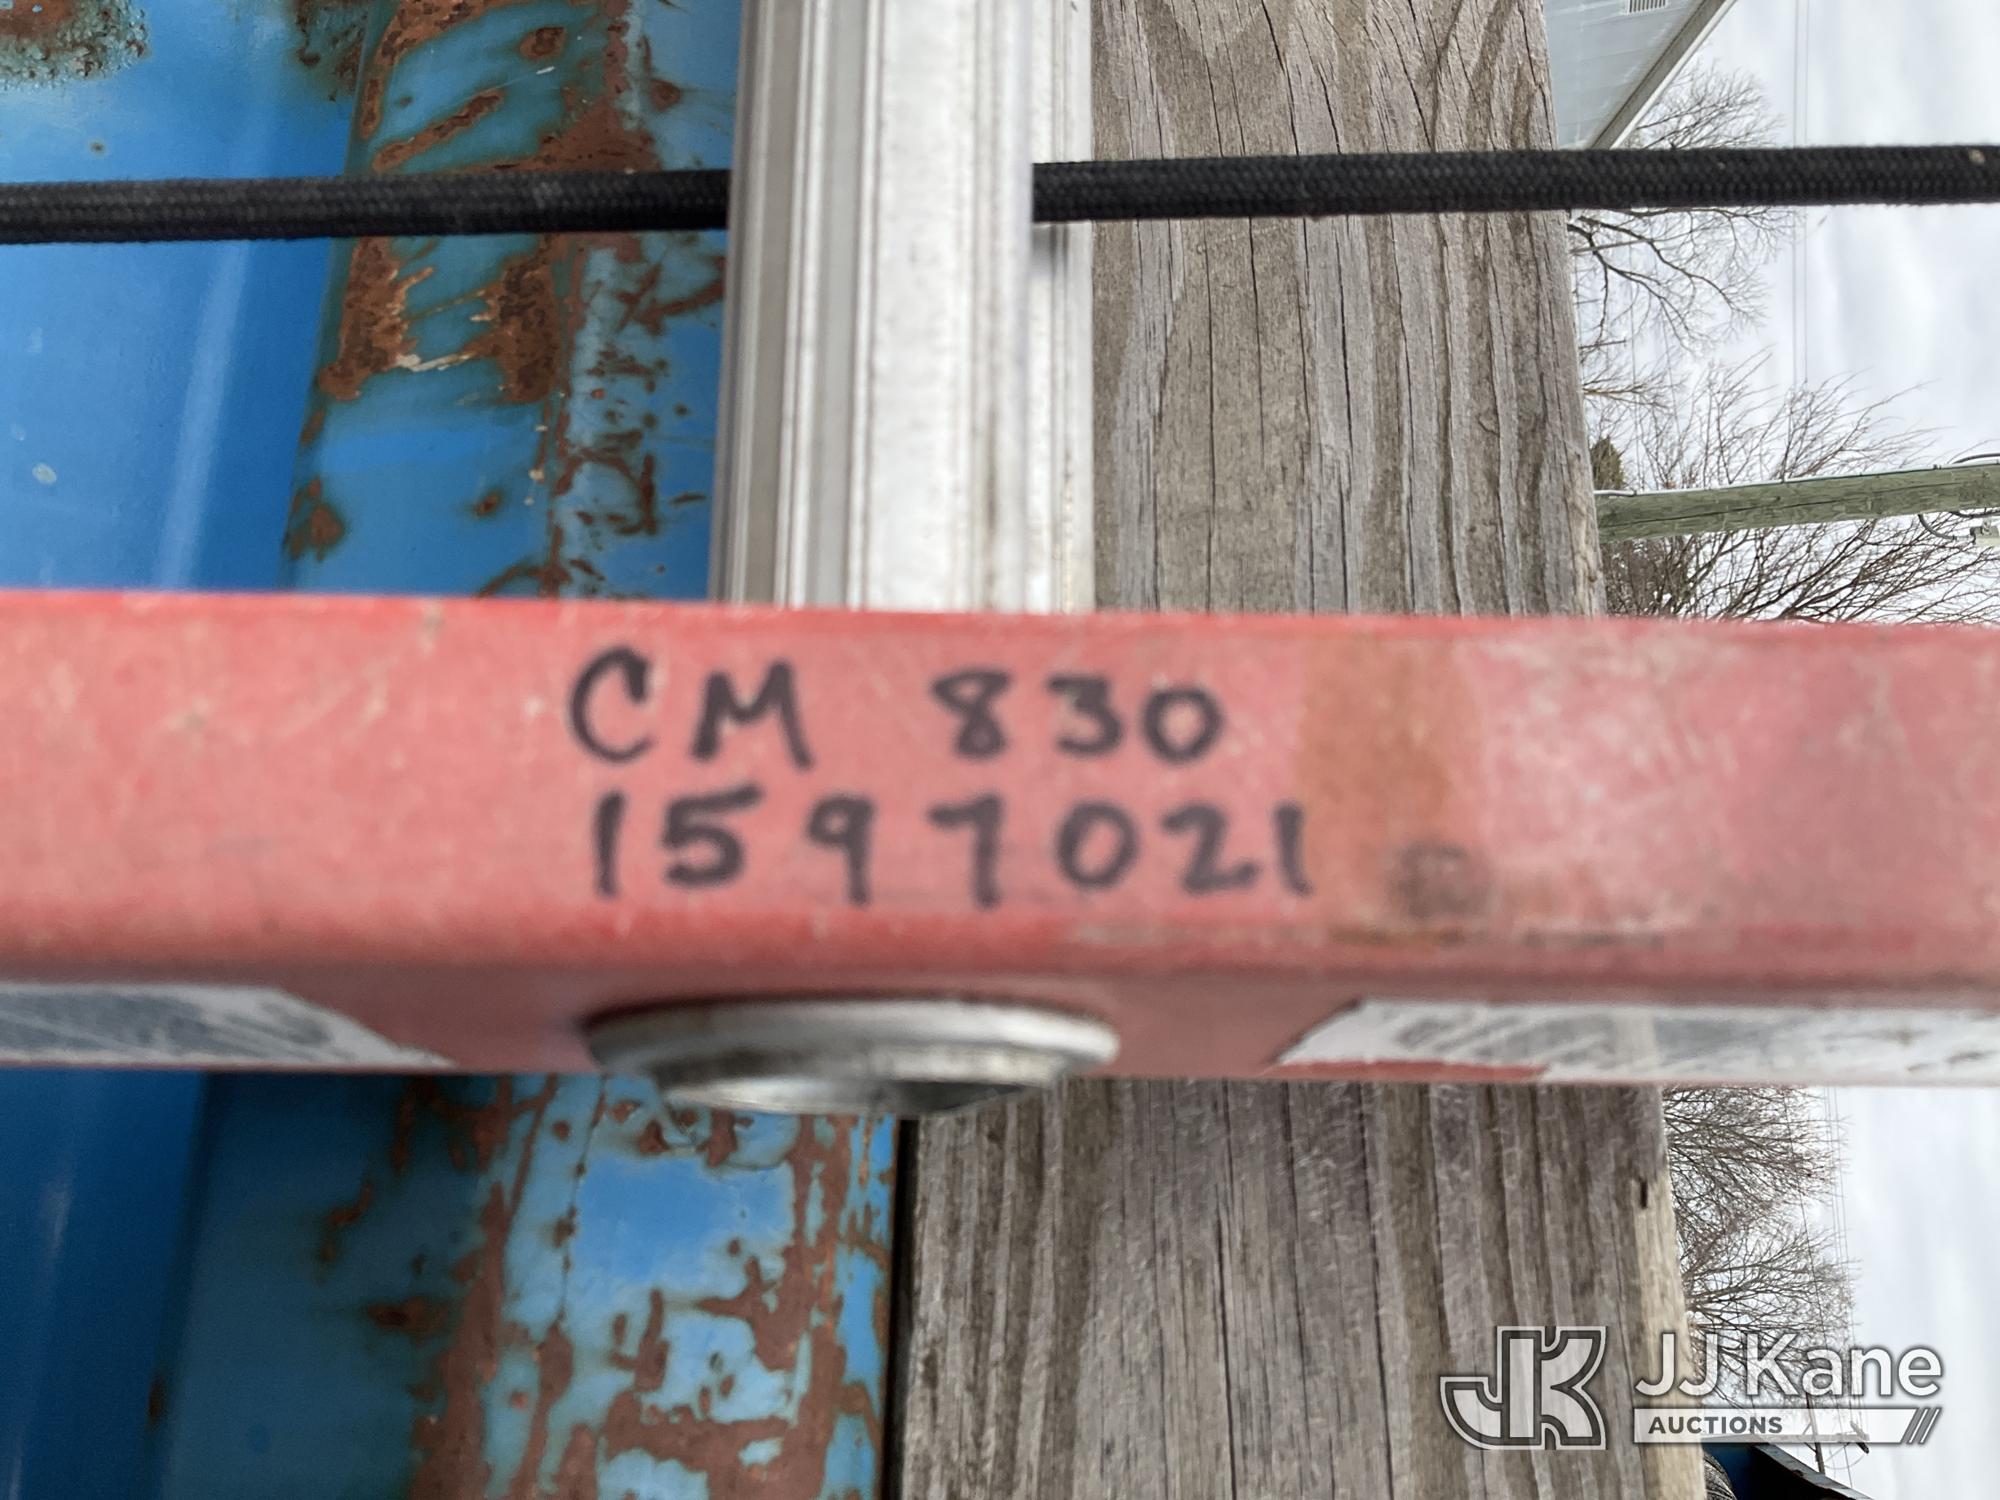 CM 830
1597021
JJ Kane
AUCTIONS